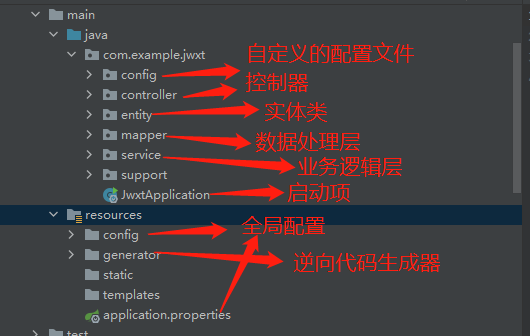 main
java
com.example.jwxt
config 自定义的配置文件
controller 控制器
entity 实体类
mapper 数据处理层
service 业务逻辑层
support
JwxtApplication 启动项
resources
config 全局配置
generator 逆向代码生成器
static
templates
application.properties
test